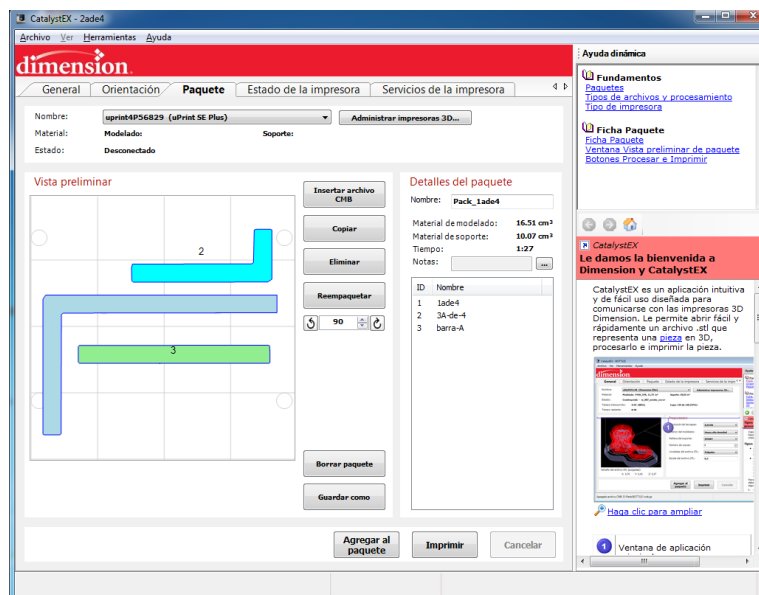 CatalystEX - 2ade4
Archivo Ver Herramientas Ayuda
dimension
General Orientación Paquete Estado de la impresora Servicios de la impresora
Nombre: uprint4P56829 (uPrint SE Plus) Administrar impresoras 3D...
Material: Modelado: Soporte:
Estado: Desconectado
Vista preliminar
2
3
Insertar archivo
CMB
Copiar
Eliminar
Reempaquetar
90
Borrar paquete
Guardar como
Detalles del paquete
Nombre: Pack_1ade4
Material de modelado: 16.51 cm³
Material de soporte: 10.07 cm³
Tiempo: 1:27
Notas: ...
ID Nombre
1 1ade4
2 3A-de-4
3 barra-A
Agregar al
paquete
Imprimir
Cancelar
Ayuda dinámica
Fundamentos
Paquetes
Tipos de archivos y procesamiento
Tipo de impresora
Ficha Paquete
Ficha Paquete
Ventana Vista preliminar de paquete
Botones Procesar e Imprimir
CatalystEX
Le damos la bienvenida a
Dimension y CatalystEX
CatalystEX es un aplicación intuitiva
y de fácil uso diseñada para
comunicarse con las impresoras 3D
Dimension. Le permite abrir fácil y
rápidamente un archivo .stl que
representa una pieza en 3D,
procesarlo e imprimir la pieza.
dimension
1
Haga clic para ampliar
1 Ventana de aplicación